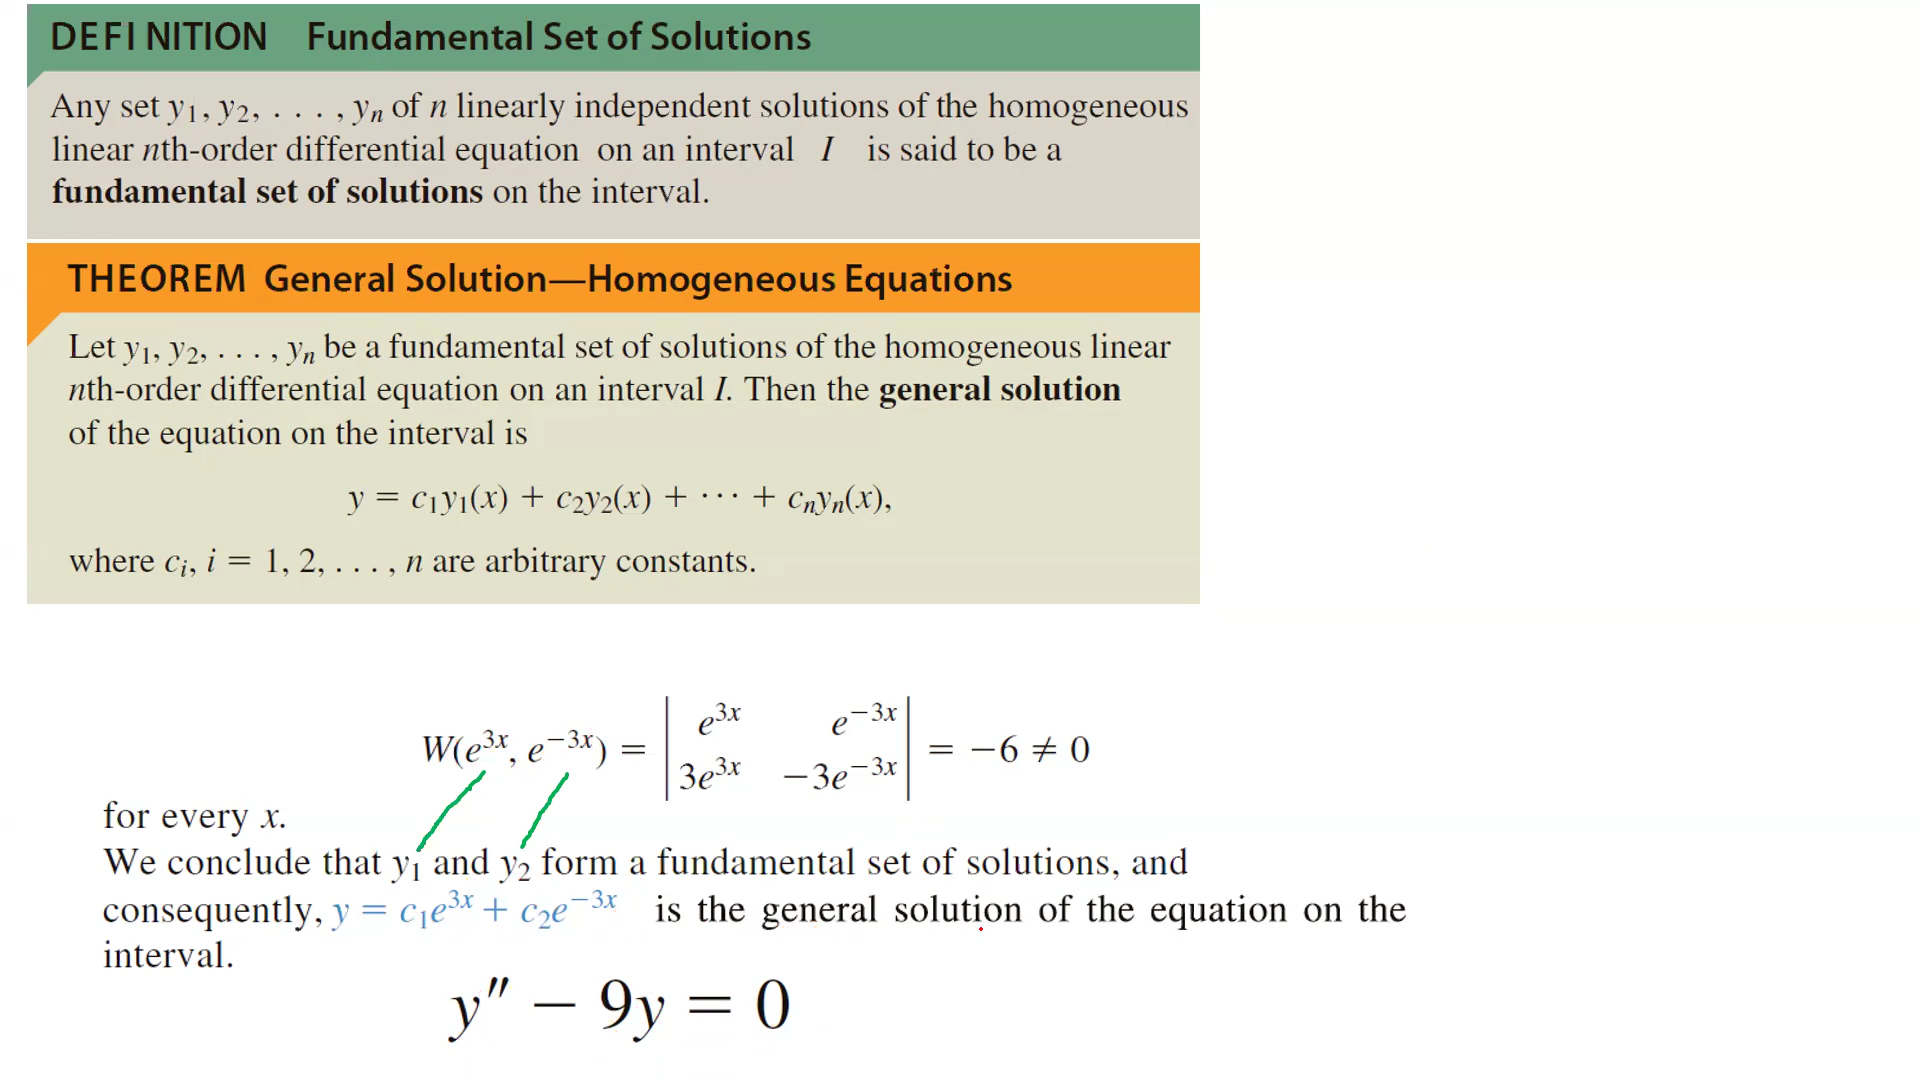 DEFINITION Fundamental Set of Solutions
Any set y₁, y₂, . . . , yₙ of n linearly independent solutions of the homogeneous
linear nth-order differential equation on an interval I is said to be a
fundamental set of solutions on the interval.
THEOREM General Solution—Homogeneous Equations
Let y₁, y₂, . . . , yₙ be a fundamental set of solutions of the homogeneous linear
nth-order differential equation on an interval I. Then the general solution
of the equation on the interval is
y = c₁y₁(x) + c₂y₂(x) + ··· + cₙyₙ(x),
where cᵢ, i = 1, 2, . . . , n are arbitrary constants.
W(e³ˣ, e⁻³ˣ) = | e³ˣ e⁻³ˣ | = −6 ≠ 0
| 3e³ˣ −3e⁻³ˣ |
for every x.
We conclude that y₁ and y₂ form a fundamental set of solutions, and
consequently, y = c₁e³ˣ + c₂e⁻³ˣ is the general solution of the equation on the
interval.
y″ − 9y = 0